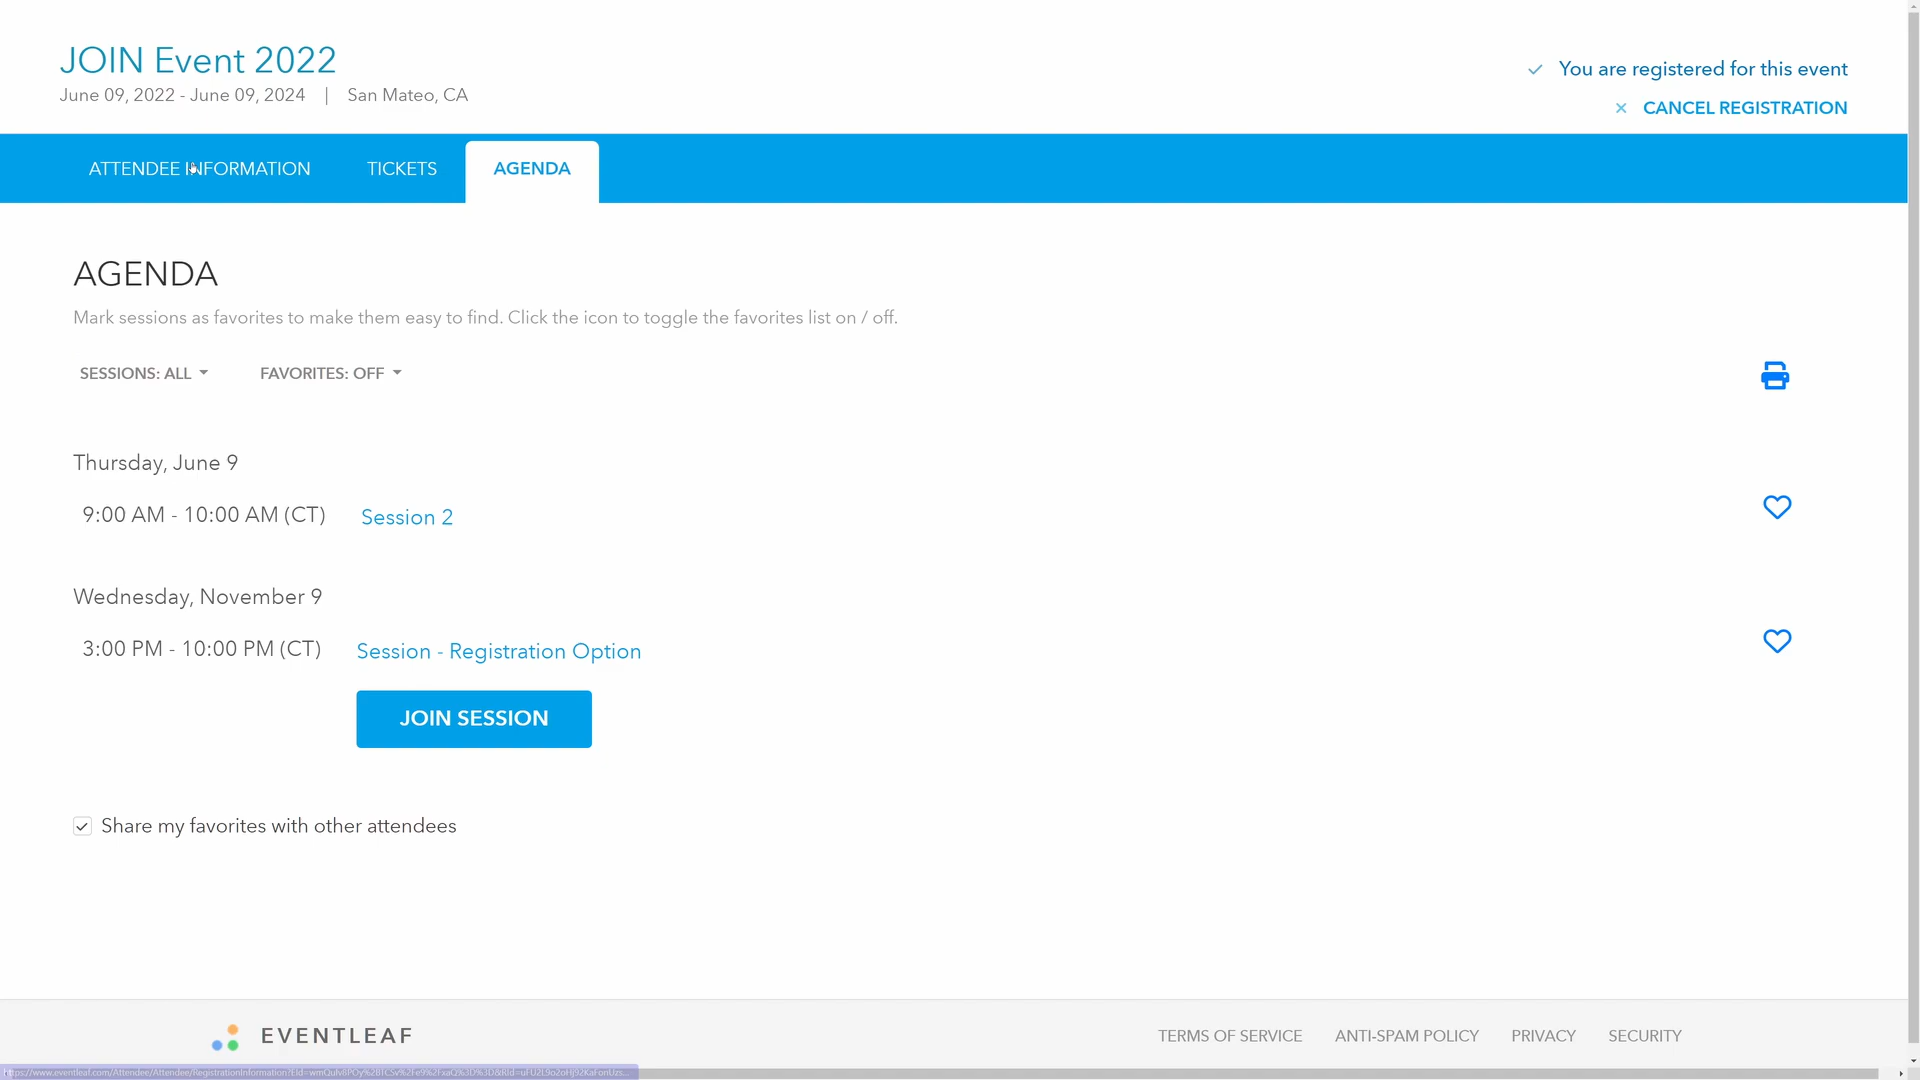 JOIN Event 2022
June 09, 2022 - June 09, 2024 | San Mateo, CA
You are registered for this event
CANCEL REGISTRATION
ATTENDEE INFORMATION TICKETS AGENDA
AGENDA
Mark sessions as favorites to make them easy to find. Click the icon to toggle the favorites list on / off.
SESSIONS: ALL FAVORITES: OFF
Thursday, June 9
9:00 AM - 10:00 AM (CT) Session 2
Wednesday, November 9
3:00 PM - 10:00 PM (CT) Session - Registration Option
JOIN SESSION
Share my favorites with other attendees
EVENTLEAF TERMS OF SERVICE ANTI-SPAM POLICY PRIVACY SECURITY